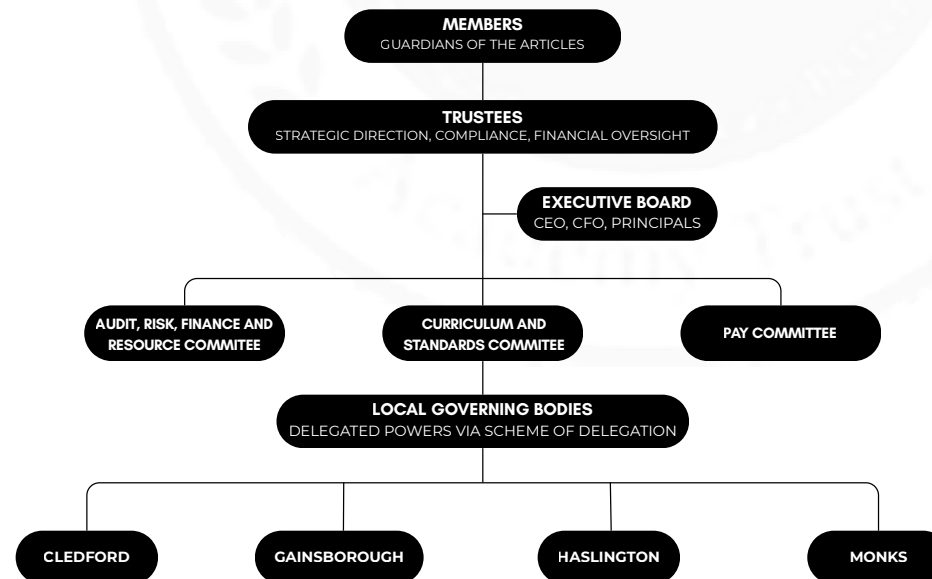 MEMBERS
GUARDIANS OF THE ARTICLES
TRUSTEES
STRATEGIC DIRECTION, COMPLIANCE, FINANCIAL OVERSIGHT
EXECUTIVE BOARD
CEO, CFO, PRINCIPALS
AUDIT, RISK, FINANCE AND
RESOURCE COMMITEE
CURRICULUM AND
STANDARDS COMMITEE
PAY COMMITTEE
LOCAL GOVERNING BODIES
DELEGATED POWERS VIA SCHEME OF DELEGATION
CLEDFORD
GAINSBOROUGH
HASLINGTON
MONKS
Trust